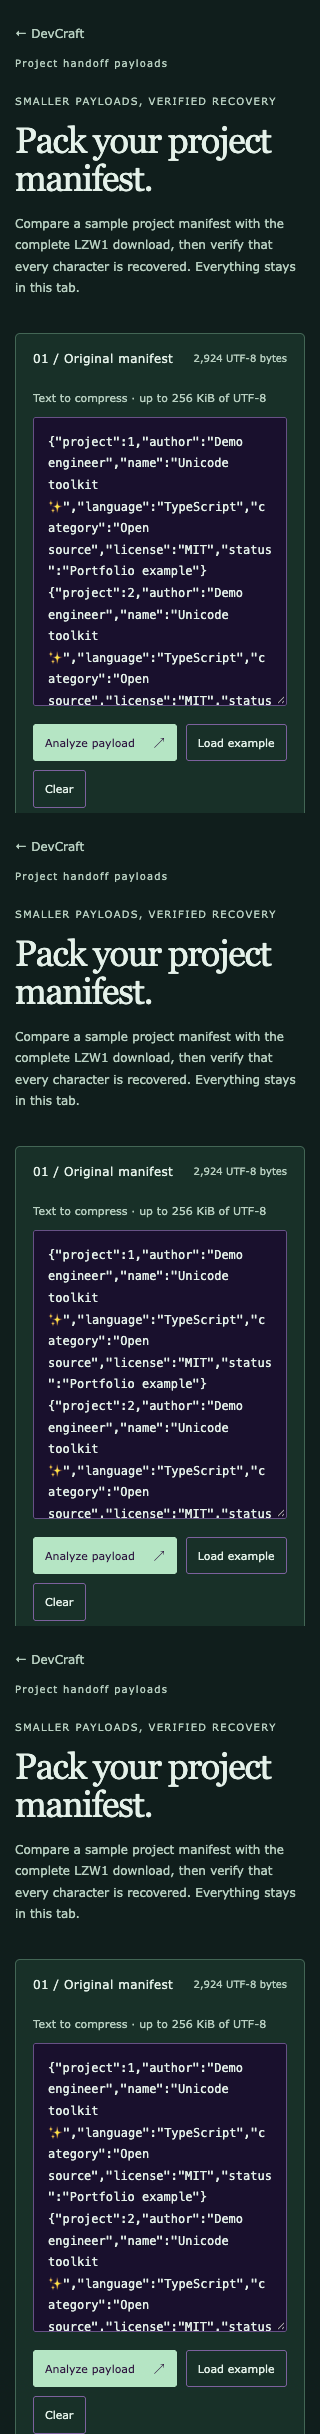 ← DevCraft
Project handoff payloads
SMALLER PAYLOADS, VERIFIED RECOVERY
Pack your project
manifest.
Compare a sample project manifest with the
complete LZW1 download, then verify that
every character is recovered. Everything stays
in this tab.
01 / Original manifest 2,924 UTF-8 bytes
Text to compress · up to 256 KiB of UTF-8
{"project":1,"author":"Demo
engineer","name":"Unicode
toolkit
✨","language":"TypeScript","c
ategory":"Open
source","license":"MIT","status
":"Portfolio example"}
{"project":2,"author":"Demo
engineer","name":"Unicode
toolkit
✨","language":"TypeScript","c
ategory":"Open
source","license":"MIT","status
Analyze payload ↗ Load example
Clear
← DevCraft
Project handoff payloads
SMALLER PAYLOADS, VERIFIED RECOVERY
Pack your project
manifest.
Compare a sample project manifest with the
complete LZW1 download, then verify that
every character is recovered. Everything stays
in this tab.
01 / Original manifest 2,924 UTF-8 bytes
Text to compress · up to 256 KiB of UTF-8
{"project":1,"author":"Demo
engineer","name":"Unicode
toolkit
✨","language":"TypeScript","c
ategory":"Open
source","license":"MIT","status
":"Portfolio example"}
{"project":2,"author":"Demo
engineer","name":"Unicode
toolkit
✨","language":"TypeScript","c
ategory":"Open
source","license":"MIT","status
Analyze payload ↗ Load example
Clear
← DevCraft
Project handoff payloads
SMALLER PAYLOADS, VERIFIED RECOVERY
Pack your project
manifest.
Compare a sample project manifest with the
complete LZW1 download, then verify that
every character is recovered. Everything stays
in this tab.
01 / Original manifest 2,924 UTF-8 bytes
Text to compress · up to 256 KiB of UTF-8
{"project":1,"author":"Demo
engineer","name":"Unicode
toolkit
✨","language":"TypeScript","c
ategory":"Open
source","license":"MIT","status
":"Portfolio example"}
{"project":2,"author":"Demo
engineer","name":"Unicode
toolkit
✨","language":"TypeScript","c
ategory":"Open
source","license":"MIT","status
Analyze payload ↗ Load example
Clear